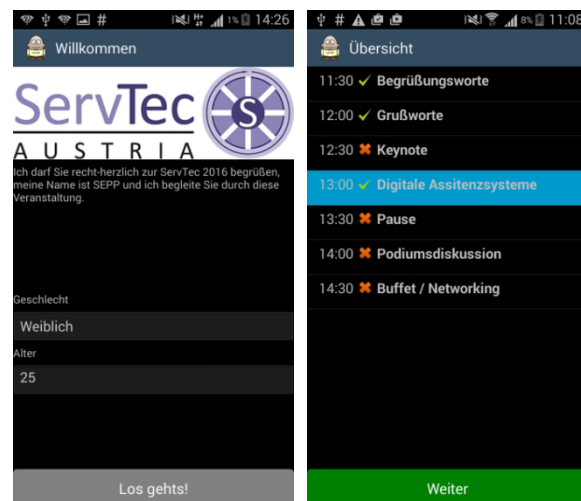 1% 14:26
Willkommen
ServTec
S
AUSTRIA
Ich darf Sie recht-herzlich zur ServTec 2016 begrüßen,
meine Name ist SEPP und ich begleite Sie durch diese
Veranstaltung.
Geschlecht
Weiblich
Alter
25
Los gehts!
8% 11:08
Übersicht
11:30 ✓ Begrüßungsworte
12:00 ✓ Grußworte
12:30 ✖ Keynote
13:00 ✓ Digitale Assitenzsysteme
13:30 ✖ Pause
14:00 ✖ Podiumsdiskussion
14:30 ✖ Buffet / Networking
Weiter